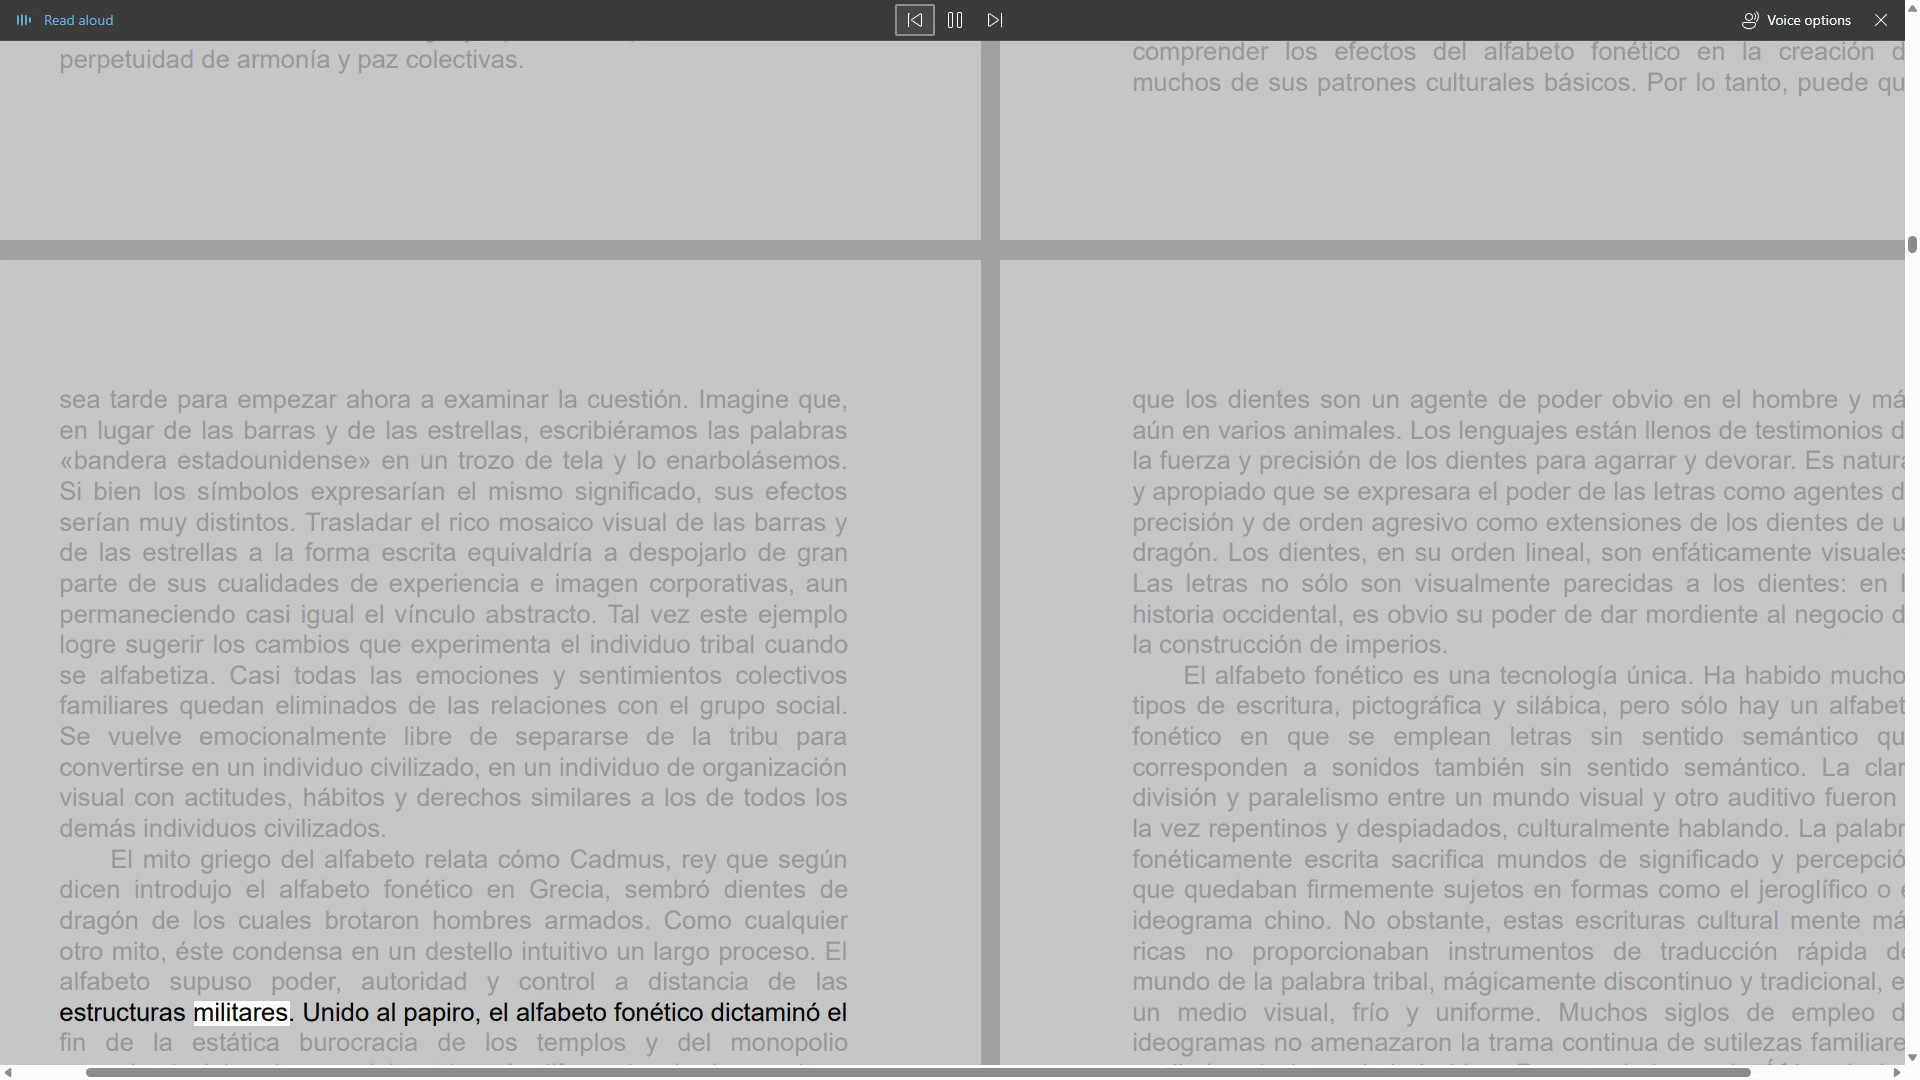 Read aloud
Voice options
perpetuidad de armonía y paz colectivas.
comprender los efectos del alfabeto fonético en la creación
muchos de sus patrones culturales básicos. Por lo tanto, puede
sea tarde para empezar ahora a examinar la cuestión. Imagine que,
en lugar de las barras y de las estrellas, escribiéramos las palabras
«bandera estadounidense» en un trozo de tela y lo enarbolásemos.
Si bien los símbolos expresarían el mismo significado, sus efectos
serían muy distintos. Trasladar el rico mosaico visual de las barras y
de las estrellas a la forma escrita equivaldría a despojarlo de gran
parte de sus cualidades de experiencia e imagen corporativas, aun
permaneciendo casi igual el vínculo abstracto. Tal vez este ejemplo
logre sugerir los cambios que experimenta el individuo tribal cuando
se alfabetiza. Casi todas las emociones y sentimientos colectivos
familiares quedan eliminados de las relaciones con el grupo social.
Se vuelve emocionalmente libre de separarse de la tribu para
convertirse en un individuo civilizado, en un individuo de organización
visual con actitudes, hábitos y derechos similares a los de todos los
demás individuos civilizados.
El mito griego del alfabeto relata cómo Cadmus, rey que según
dicen introdujo el alfabeto fonético en Grecia, sembró dientes de
dragón de los cuales brotaron hombres armados. Como cualquier
otro mito, éste condensa en un destello intuitivo un largo proceso. El
alfabeto supuso poder, autoridad y control a distancia de las
estructuras militares. Unido al papiro, el alfabeto fonético dictaminó el
fin de la estática burocracia de los templos y del monopolio
que los dientes son un agente de poder obvio en el hombre y
aún en varios animales. Los lenguajes están llenos de testimonios
la fuerza y precisión de los dientes para agarrar y devorar. Es
y apropiado que se expresara el poder de las letras como agentes
precisión y de orden agresivo como extensiones de los dientes de
dragón. Los dientes, en su orden lineal, son enfáticamente visuales
Las letras no sólo son visualmente parecidas a los dientes: en
historia occidental, es obvio su poder de dar mordiente al negocio
la construcción de imperios.
El alfabeto fonético es una tecnología única. Ha habido
tipos de escritura, pictográfica y silábica, pero sólo hay un
fonético en que se emplean letras sin sentido semántico
corresponden a sonidos también sin sentido semántico. La
división y paralelismo entre un mundo visual y otro auditivo fueron
la vez repentinos y despiadados, culturalmente hablando. La
fonéticamente escrita sacrifica mundos de significado y
que quedaban firmemente sujetos en formas como el jeroglífico o
ideograma chino. No obstante, estas escrituras cultural mente
ricas no proporcionaban instrumentos de traducción rápida
mundo de la palabra tribal, mágicamente discontinuo y tradicional,
un medio visual, frío y uniforme. Muchos siglos de empleo
ideogramas no amenazaron la trama continua de sutilezas